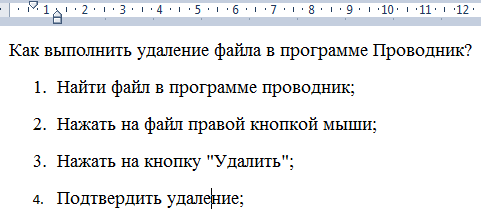 1 2 3 4 5 6 7 8 9 10 11 12
Как выполнить удаление файла в программе Проводник?
1. Найти файл в программе проводник;
2. Нажать на файл правой кнопкой мыши;
3. Нажать на кнопку "Удалить";
4. Подтвердить удаление;